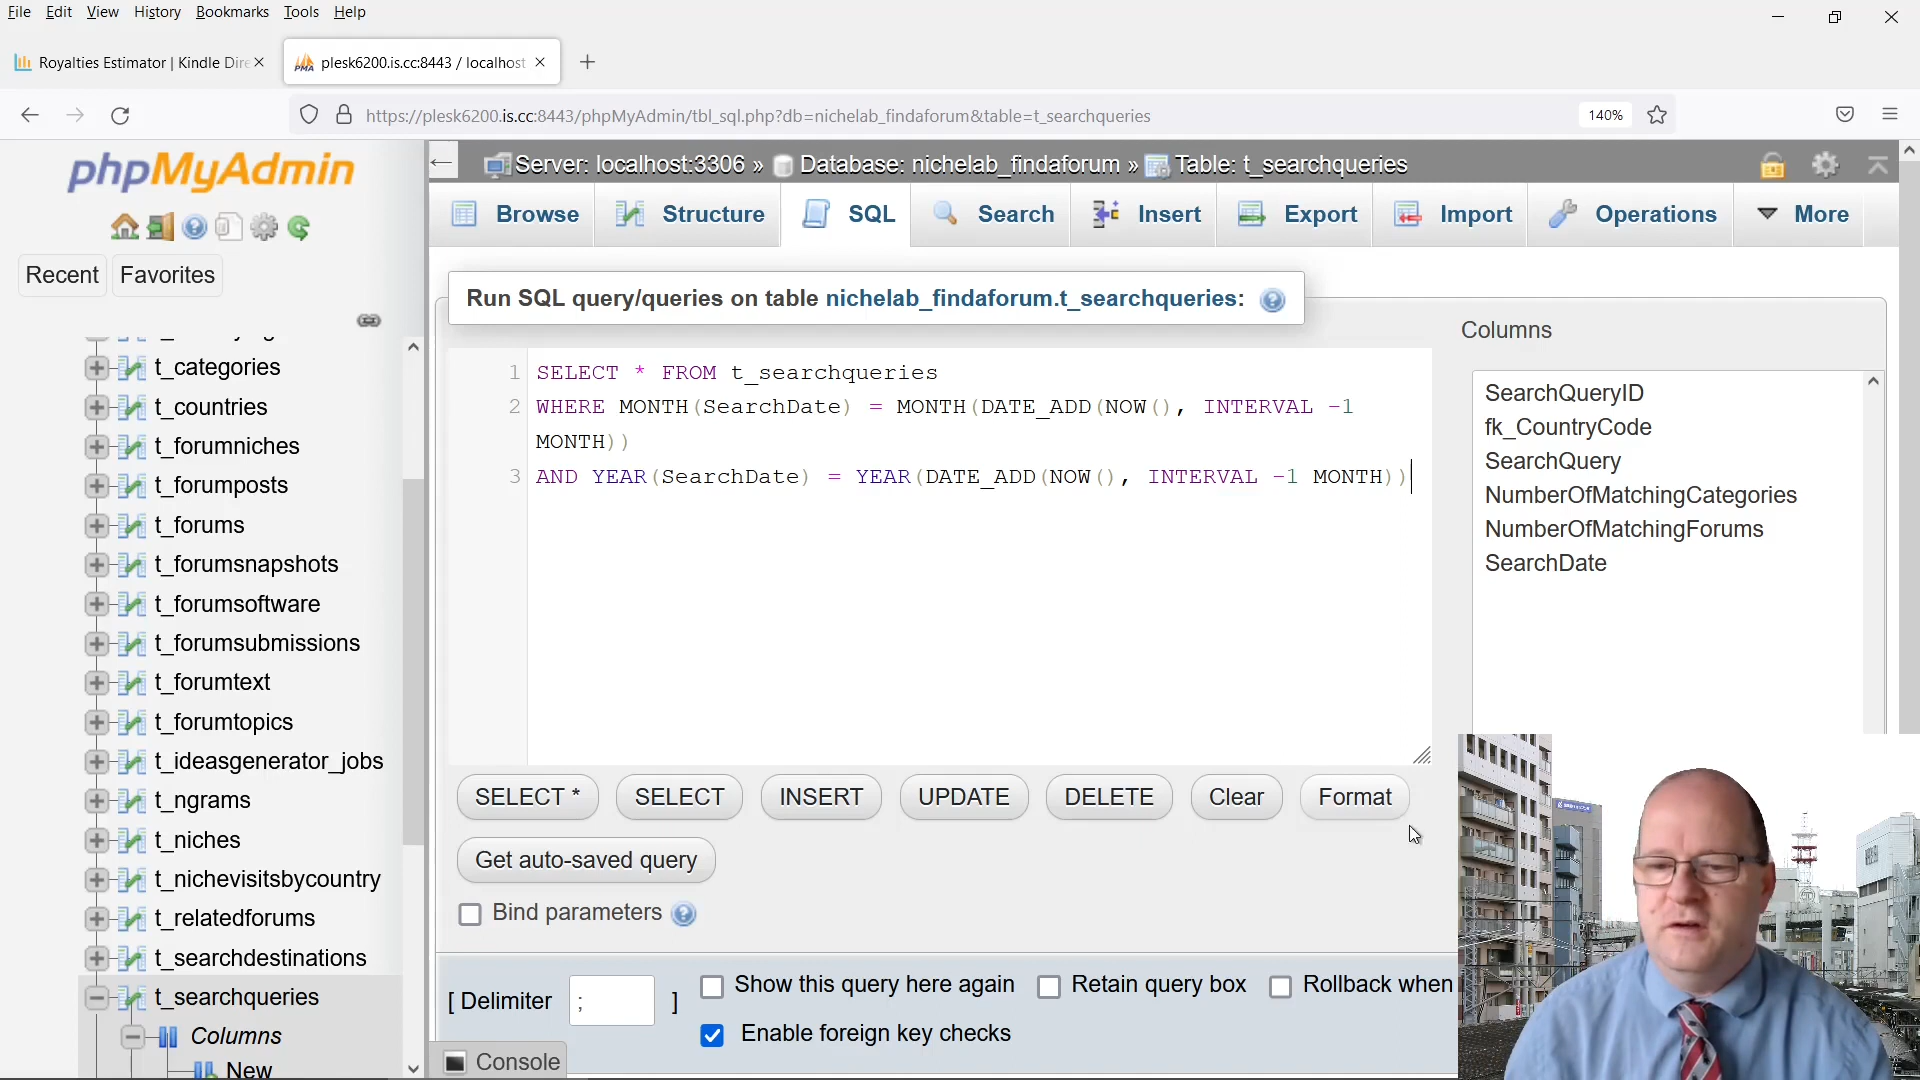 File Edit View History Bookmarks Tools Help
Royalties Estimator | Kindle Dire
plesk6200.is.cc:8443 / localhost
https://plesk6200.is.cc:8443/phpMyAdmin/tbl_sql.php?db=nichelab_findaforum&table=t_searchqueries
140%
phpMyAdmin
Recent Favorites
t_categories
t_countries
t_forumniches
t_forumposts
t_forums
t_forumsnapshots
t_forumsoftware
t_forumsubmissions
t_forumtext
t_forumtopics
t_ideasgenerator_jobs
t_ngrams
t_niches
t_nichevisitsbycountry
t_relatedforums
t_searchdestinations
t_searchqueries
Columns
New
Server: localhost:3306 » Database: nichelab_findaforum » Table: t_searchqueries
Browse Structure SQL Search Insert Export Import Operations More
Run SQL query/queries on table nichelab_findaforum.t_searchqueries:
1 SELECT * FROM t_searchqueries
2 WHERE MONTH(SearchDate) = MONTH(DATE_ADD(NOW(), INTERVAL -1
MONTH))
3 AND YEAR(SearchDate) = YEAR(DATE_ADD(NOW(), INTERVAL -1 MONTH))
Columns
SearchQueryID
fk_CountryCode
SearchQuery
NumberOfMatchingCategories
NumberOfMatchingForums
SearchDate
SELECT * SELECT INSERT UPDATE DELETE Clear Format
Get auto-saved query
Bind parameters
[ Delimiter ; ] Show this query here again Retain query box Rollback when
Enable foreign key checks
Console